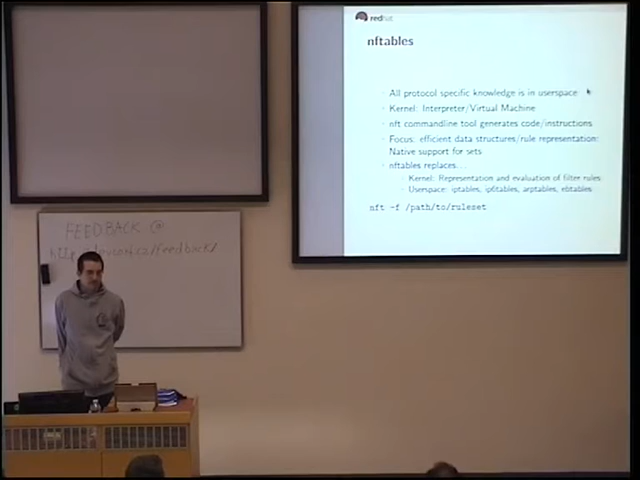 redhat
nftables
All protocol specific knowledge is in userspace
Kernel: Interpreter/Virtual Machine
nft commandline tool generates code/instructions
Focus: efficient data structures/rule representation:
Native support for sets
nftables replaces...
Kernel: Representation and evaluation of filter rules
Userspace: iptables, ip6tables, arptables, ebtables
nft -f /path/to/ruleset
FEEDBACK @
/feedback/